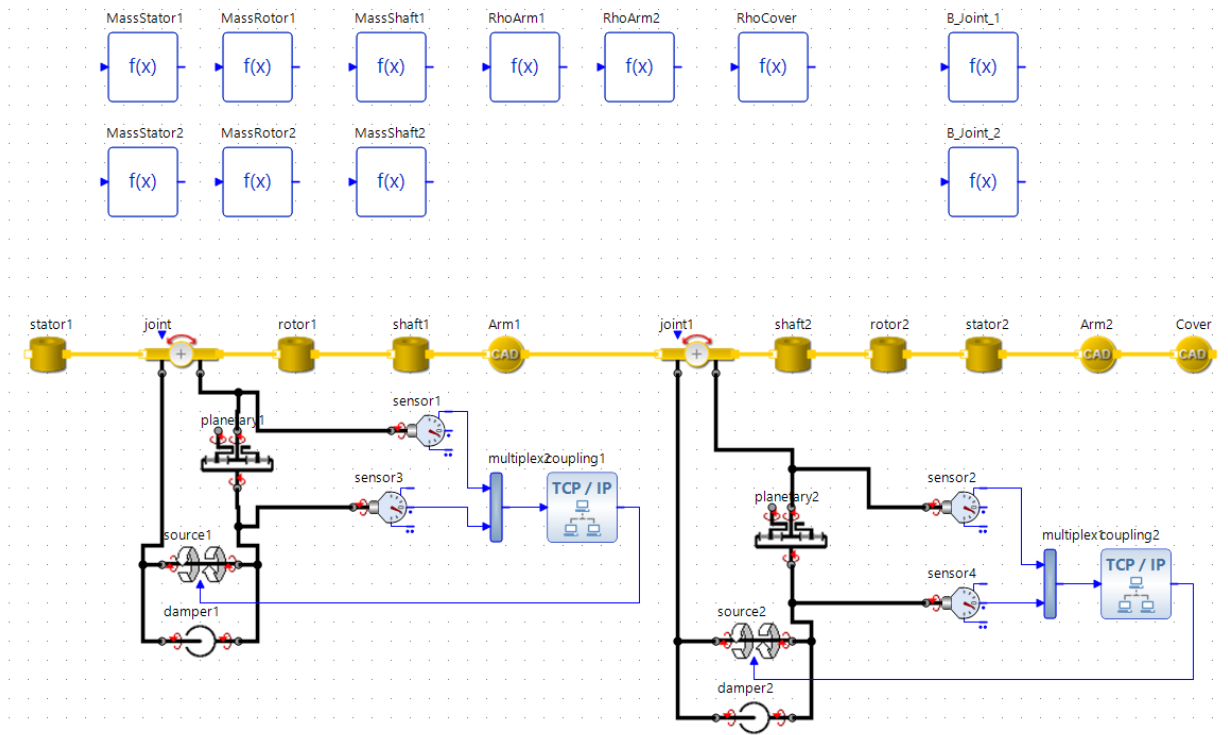 MassStator1 MassRotor1 MassShaft1 RhoArm1 RhoArm2 RhoCover B_Joint_1
f(x) f(x) f(x) f(x) f(x) f(x) f(x)
MassStator2 MassRotor2 MassShaft2 B_Joint_2
f(x) f(x) f(x) f(x)
stator1 joint rotor1 shaft1 Arm1 joint1 shaft2 rotor2 stator2 Arm2 Cover
CAD CAD CAD
sensor1
planetary1
multiplex2 coupling1
sensor3 sensor2
TCP / IP
planetary2
source1 multiplex1 coupling2
TCP / IP
sensor4
damper1 source2
damper2